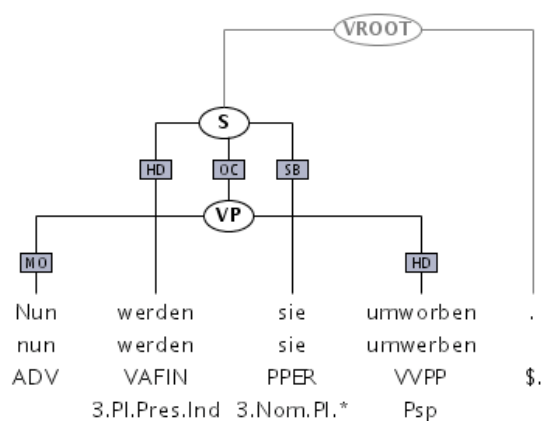 VROOT
S
HD OC SB
VP
MO HD
Nun werden sie umworben .
nun werden sie umwerben
ADV VAFIN PPER VVPP $.
3.Pl.Pres.Ind 3.Nom.Pl.* Psp